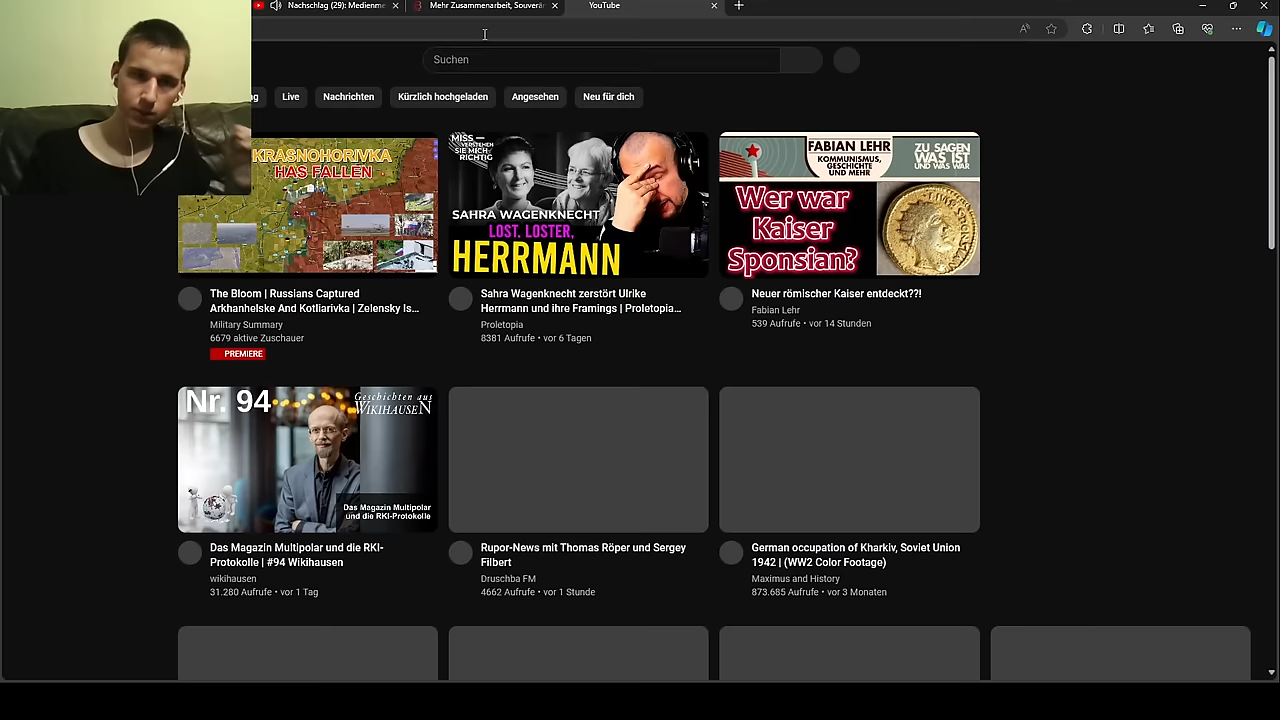 Nachschlag (29): Medienme
Mehr Zusammenarbeit, Souverän
YouTube
Suchen
Live
Nachrichten
Kürzlich hochgeladen
Angesehen
Neu für dich
KRASNOHORIVKA
HAS FALLEN
MISS—
VERSTEHEN
SIE MICH
RICHTIG
SAHRA WAGENKNECHT
LOST, LOSTER,
HERRMANN
FABIAN LEHR
KOMMUNISMUS,
GESCHICHTE
UND MEHR
ZU SAGEN
WAS IST
UND WAS WAR
Wer war
Kaiser
Sponsian?
The Bloom | Russians Captured
Arkhanhelske And Kotliarivka | Zelensky Is...
Military Summary
6679 aktive Zuschauer
PREMIERE
Sahra Wagenknecht zerstört Ulrike
Herrmann und ihre Framings | Proletopia...
Proletopia
8381 Aufrufe • vor 6 Tagen
Neuer römischer Kaiser entdeckt??!
Fabian Lehr
539 Aufrufe • vor 14 Stunden
Nr. 94
Geschichten aus
WIKIHAUSEN
Das Magazin Multipolar
und die RKI-Protokolle
Das Magazin Multipolar und die RKI-
Protokolle | #94 Wikihausen
wikihausen
31.280 Aufrufe • vor 1 Tag
Rupor-News mit Thomas Röper und Sergey
Filbert
Druschba FM
4662 Aufrufe • vor 1 Stunde
German occupation of Kharkiv, Soviet Union
1942 | (WW2 Color Footage)
Maximus and History
873.685 Aufrufe • vor 3 Monaten